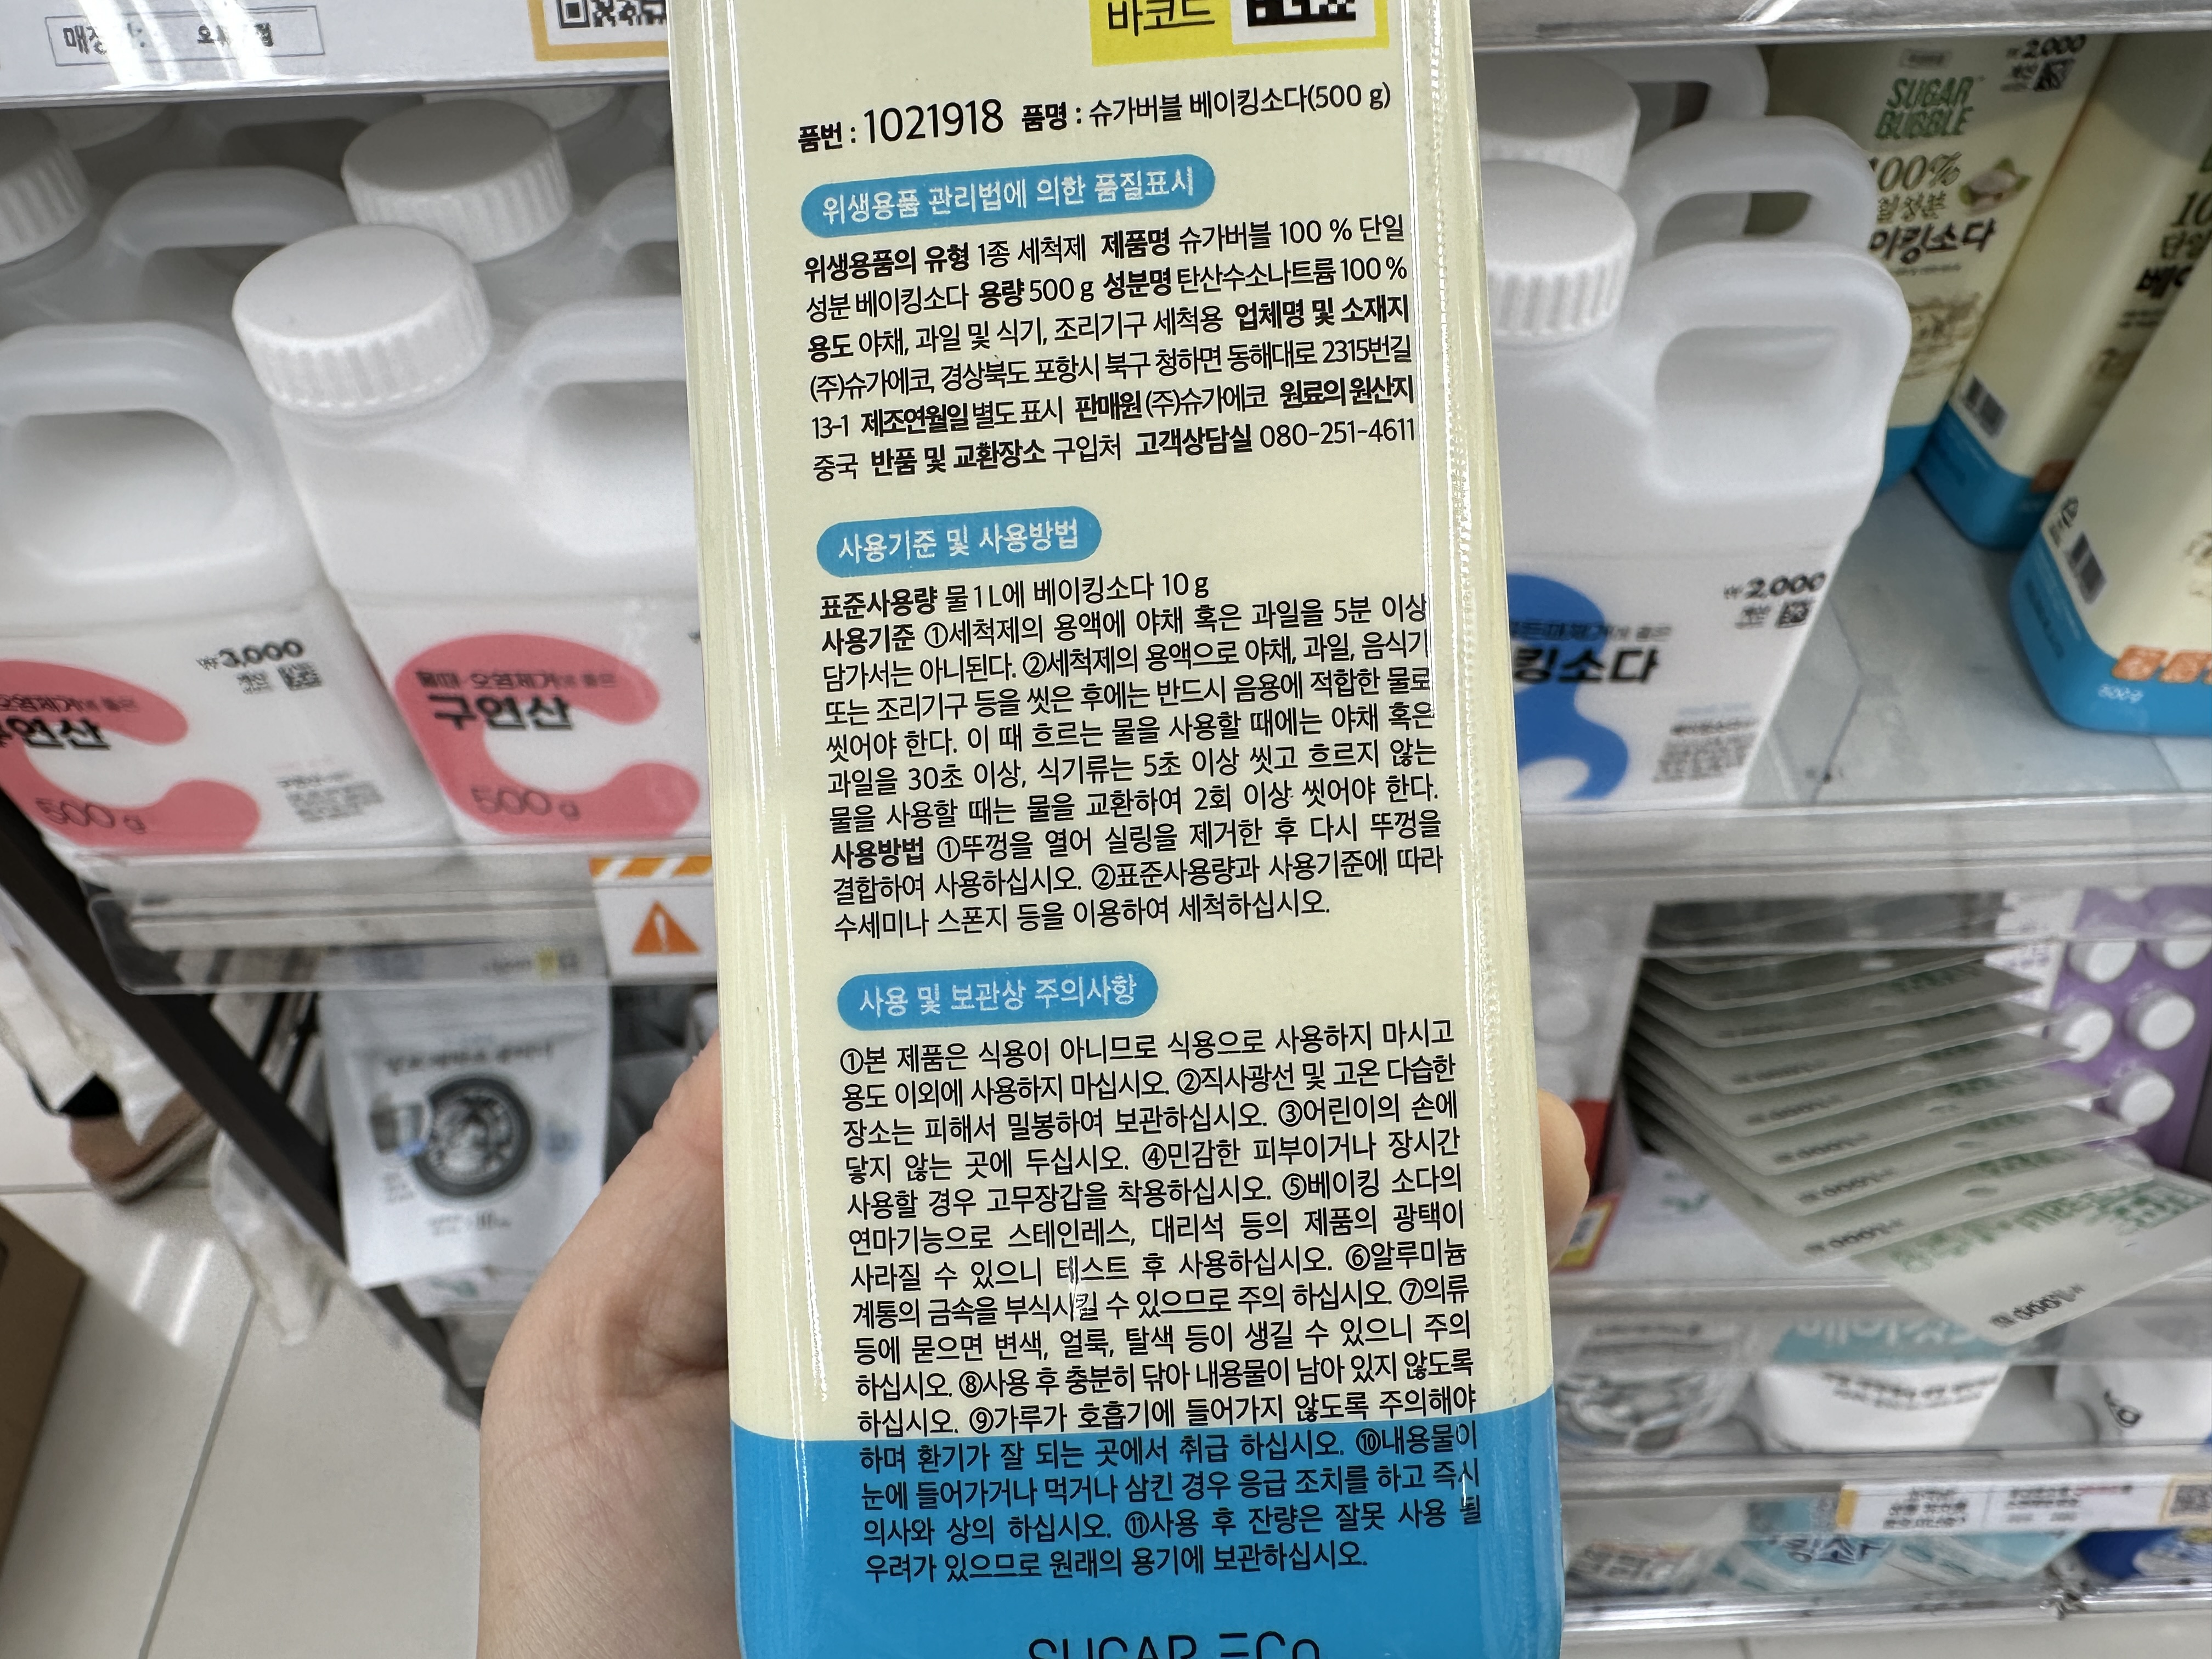 바코드
품번 : 1021918 품명 : 슈가버블 베이킹소다(500 g)
위생용품 관리법에 의한 품질표시
위생용품의 유형 1종 세척제 제품명 슈가버블 100 % 단일
성분 베이킹소다 용량 500 g 성분명 탄산수소나트륨 100 %
용도 야채, 과일 및 식기, 조리기구 세척용 업체명 및 소재지
(주)슈가에코, 경상북도 포항시 북구 청하면 동해대로 2315번길
13-1 제조연월일 별도 표시 판매원 (주)슈가에코 원료의 원산지
중국 반품 및 교환장소 구입처 고객상담실 080-251-4611
사용기준 및 사용방법
표준사용량 물 1 L에 베이킹소다 10 g
사용기준 ①세척제의 용액에 야채 혹은 과일을 5분 이상
담가서는 아니된다. ②세척제의 용액으로 야채, 과일, 음식기
또는 조리기구 등을 씻은 후에는 반드시 음용에 적합한 물로
씻어야 한다. 이 때 흐르는 물을 사용할 때에는 야채 혹은
과일을 30초 이상, 식기류는 5초 이상 씻고 흐르지 않는
물을 사용할 때는 물을 교환하여 2회 이상 씻어야 한다.
사용방법 ①뚜껑을 열어 실링을 제거한 후 다시 뚜껑을
결합하여 사용하십시오. ②표준사용량과 사용기준에 따라
수세미나 스폰지 등을 이용하여 세척하십시오.
사용 및 보관상 주의사항
①본 제품은 식용이 아니므로 식용으로 사용하지 마시고
용도 이외에 사용하지 마십시오. ②직사광선 및 고온 다습한
장소는 피해서 밀봉하여 보관하십시오. ③어린이의 손에
닿지 않는 곳에 두십시오. ④민감한 피부이거나 장시간
사용할 경우 고무장갑을 착용하십시오. ⑤베이킹 소다의
연마기능으로 스테인레스, 대리석 등의 제품의 광택이
사라질 수 있으니 테스트 후 사용하십시오. ⑥알루미늄
계통의 금속을 부식시킬 수 있으므로 주의 하십시오. ⑦의류
등에 묻으면 변색, 얼룩, 탈색 등이 생길 수 있으니 주의
하십시오. ⑧사용 후 충분히 닦아 내용물이 남아 있지 않도록
하십시오. ⑨가루가 호흡기에 들어가지 않도록 주의해야
하며 환기가 잘 되는 곳에서 취급 하십시오. ⑩내용물이
눈에 들어가거나 먹거나 삼킨 경우 응급 조치를 하고 즉시
의사와 상의 하십시오. ⑪사용 후 잔량은 잘못 사용 될
우려가 있으므로 원래의 용기에 보관하십시오.
SUGAR ECo
₩3,000
구연산
500 g
물때·오염제거에 좋은
구연산
500 g
₩2,000
킹소다
₩2,000
SUGAR
BUBBLE
100%
이킹소다
500g